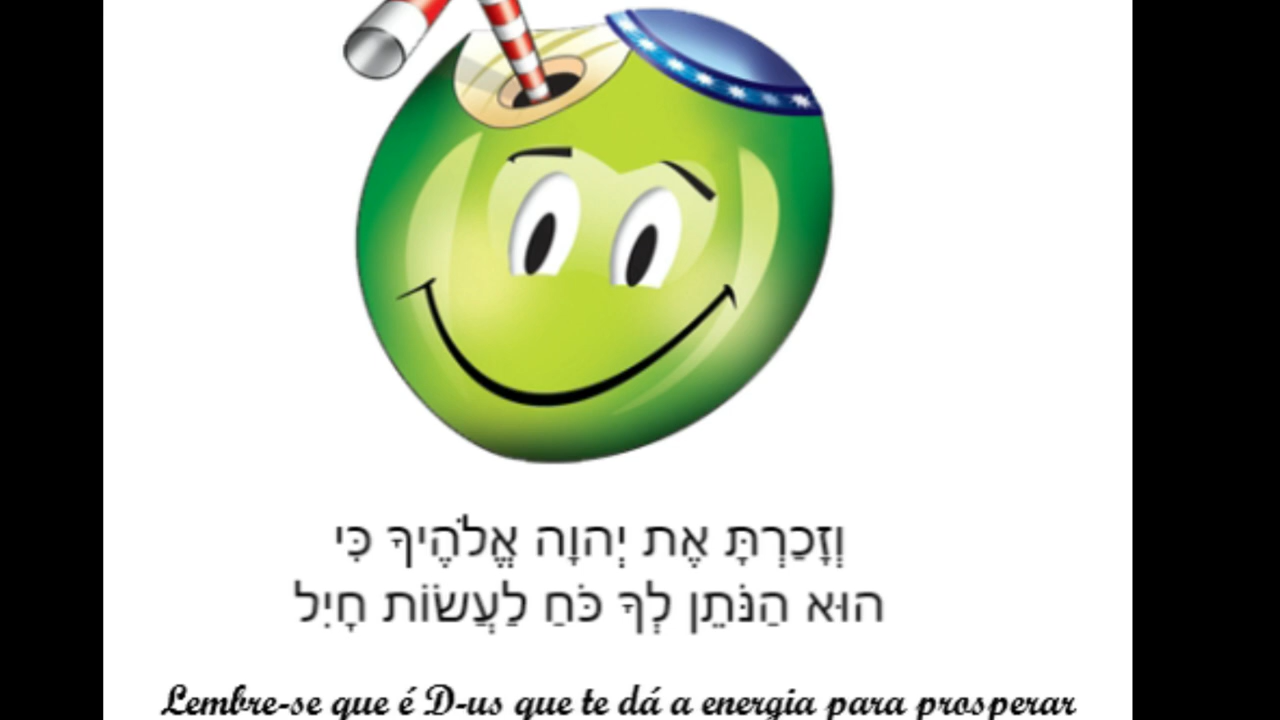 וְזָכַרְתָּ אֶת יְהוָה אֱלֹהֶיךָ כִּי
הוּא הַנֹּתֵן לְךָ כֹּחַ לַעֲשׂוֹת חָיִל
Lembre-se que é D-us que te dá a energia para prosperar